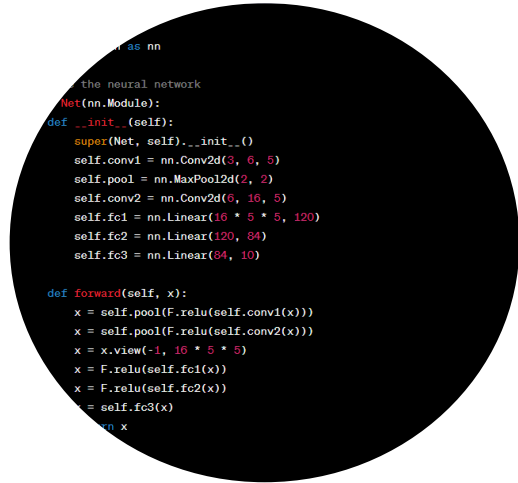 as nn
the neural network
Net(nn.Module):
def __init__(self):
super(Net, self).__init__()
self.conv1 = nn.Conv2d(3, 6, 5)
self.pool = nn.MaxPool2d(2, 2)
self.conv2 = nn.Conv2d(6, 16, 5)
self.fc1 = nn.Linear(16 * 5 * 5, 120)
self.fc2 = nn.Linear(120, 84)
self.fc3 = nn.Linear(84, 10)
def forward(self, x):
x = self.pool(F.relu(self.conv1(x)))
x = self.pool(F.relu(self.conv2(x)))
x = x.view(-1, 16 * 5 * 5)
x = F.relu(self.fc1(x))
x = F.relu(self.fc2(x))
= self.fc3(x)
x